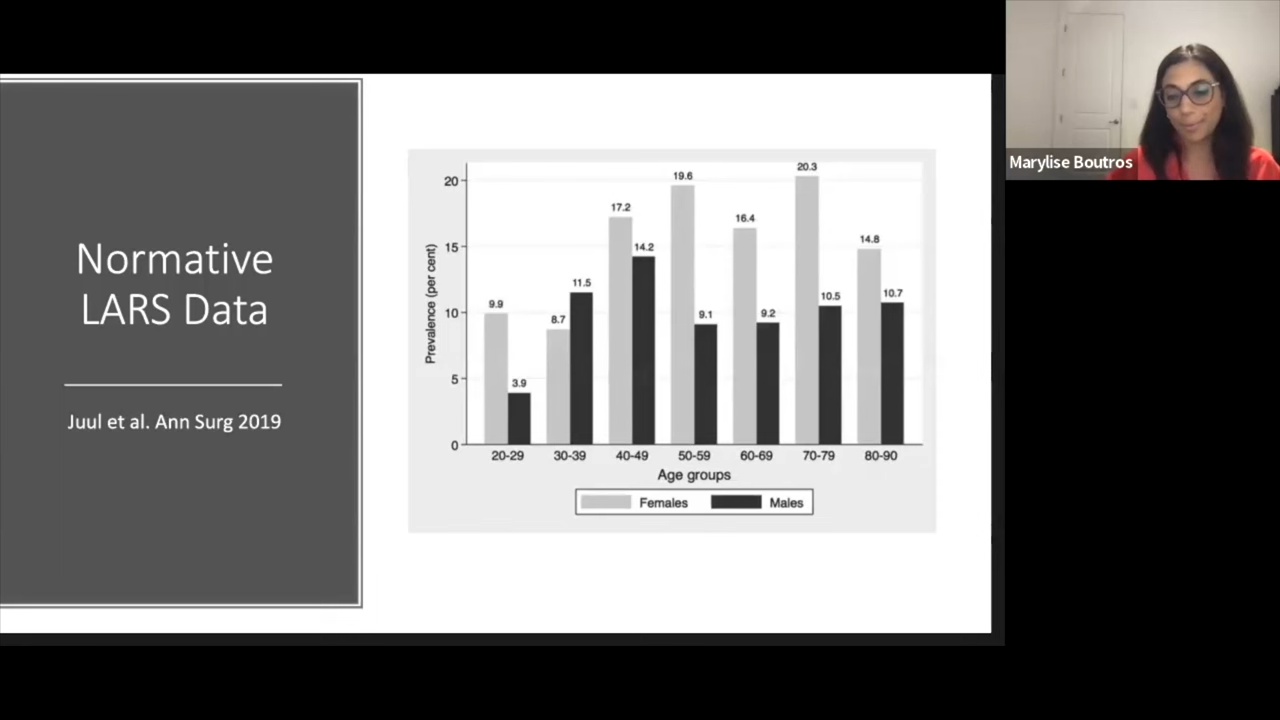 Normative
LARS Data
Juul et al. Ann Surg 2019
Prevalence (per cent)
20
15
10
5
0
9.9
3.9
8.7
11.5
17.2
14.2
19.6
9.1
16.4
9.2
20.3
10.5
14.8
10.7
20-29 30-39 40-49 50-59 60-69 70-79 80-90
Age groups
Females Males
Marylise Boutros